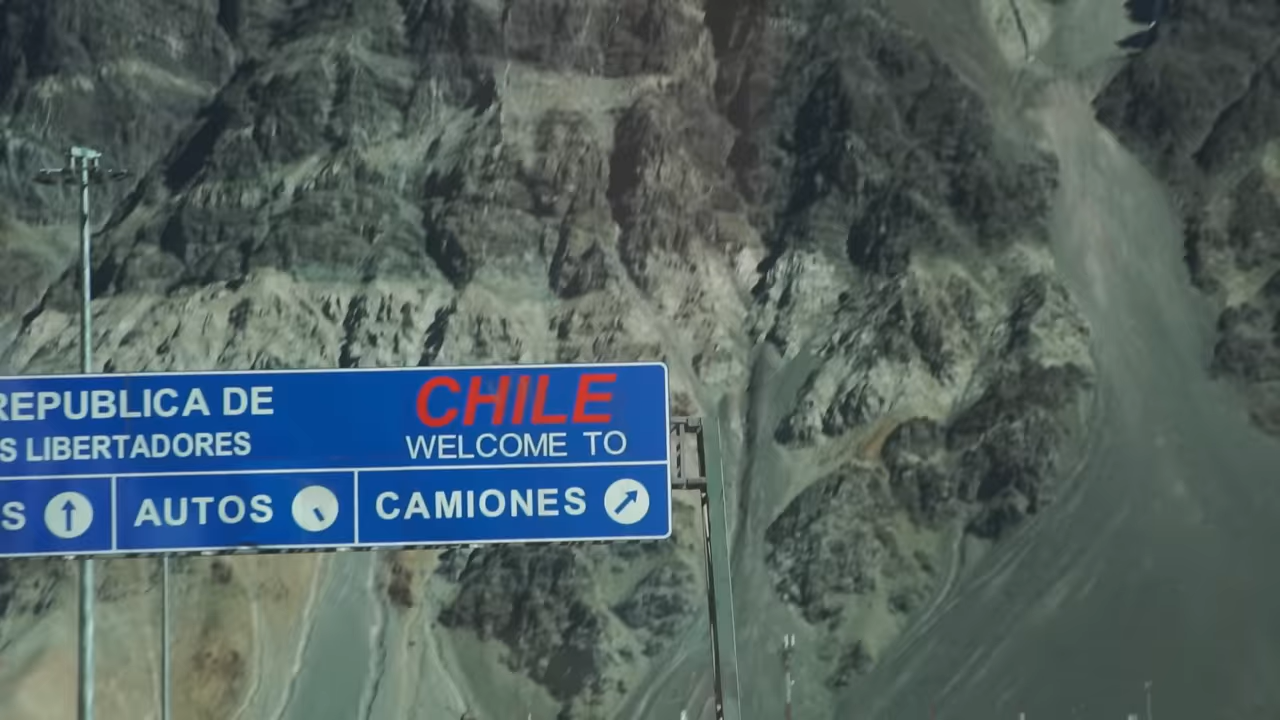 REPUBLICA DE CHILE
S LIBERTADORES WELCOME TO
S AUTOS CAMIONES